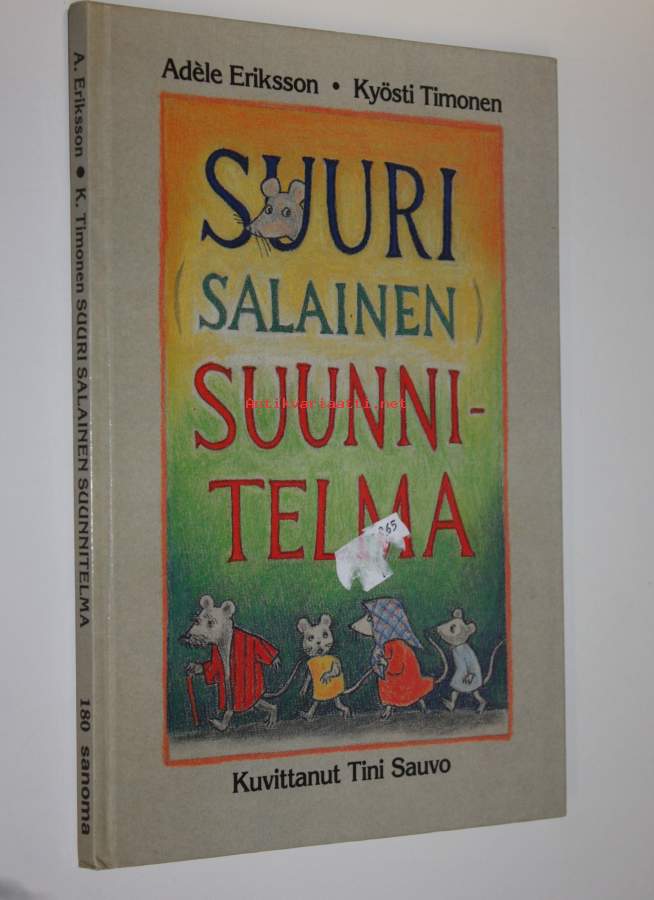 Adèle Eriksson • Kyösti Timonen
SUURI
(SALAINEN)
SUUNNI-
TELMA
Kuvittanut Tini Sauvo
A. Eriksson • K. Timonen SUURI SALAINEN SUUNNITELMA 180 sanoma
Antikvariaatti.net